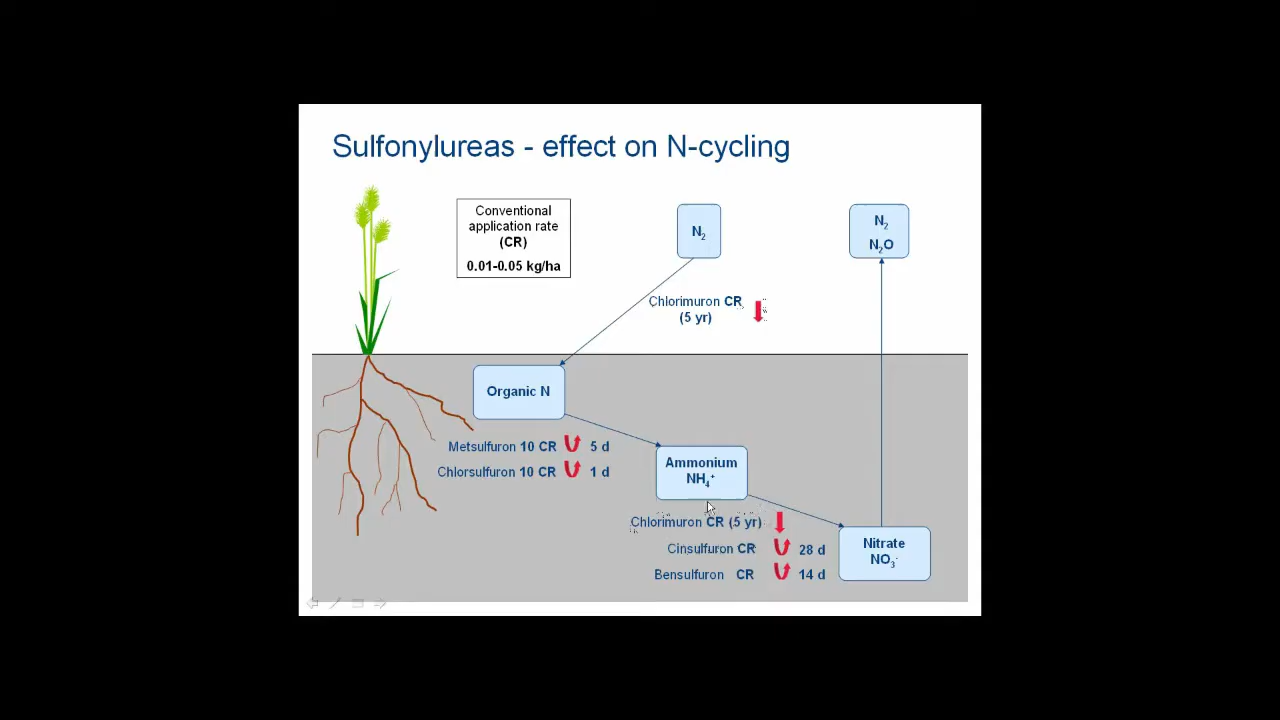 Sulfonylureas - effect on N-cycling
Conventional
application rate
(CR)
0.01-0.05 kg/ha
N₂
N₂
N₂O
Chlorimuron CR
(5 yr)
Organic N
Metsulfuron 10 CR 5 d
Chlorsulfuron 10 CR 1 d
Ammonium
NH₄⁺
Chlorimuron CR (5 yr)
Cinsulfuron CR 28 d
Bensulfuron CR 14 d
Nitrate
NO₃⁻